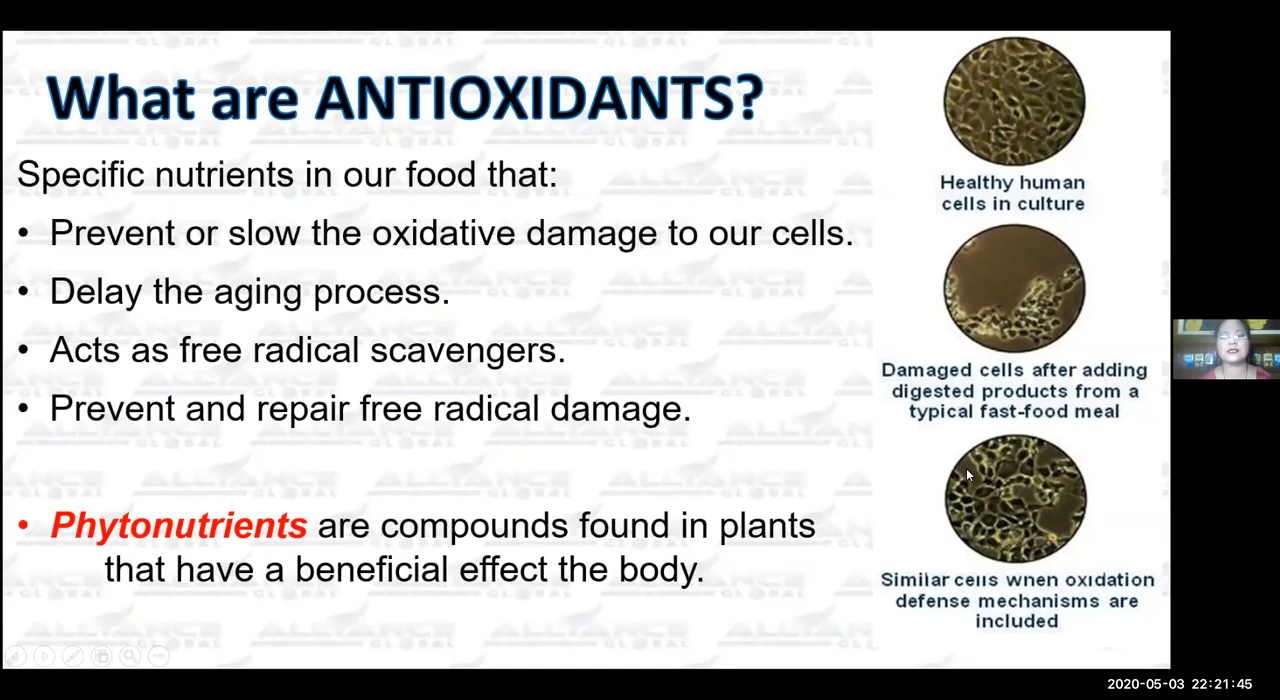 What are ANTIOXIDANTS?
Specific nutrients in our food that:
• Prevent or slow the oxidative damage to our cells.
• Delay the aging process.
• Acts as free radical scavengers.
• Prevent and repair free radical damage.
• Phytonutrients are compounds found in plants
that have a beneficial effect the body.
Healthy human
cells in culture
Damaged cells after adding
digested products from a
typical fast-food meal
Similar cells when oxidation
defense mechanisms are
included
ALLIANCE
GLOBAL
2020-05-03 22:21:45